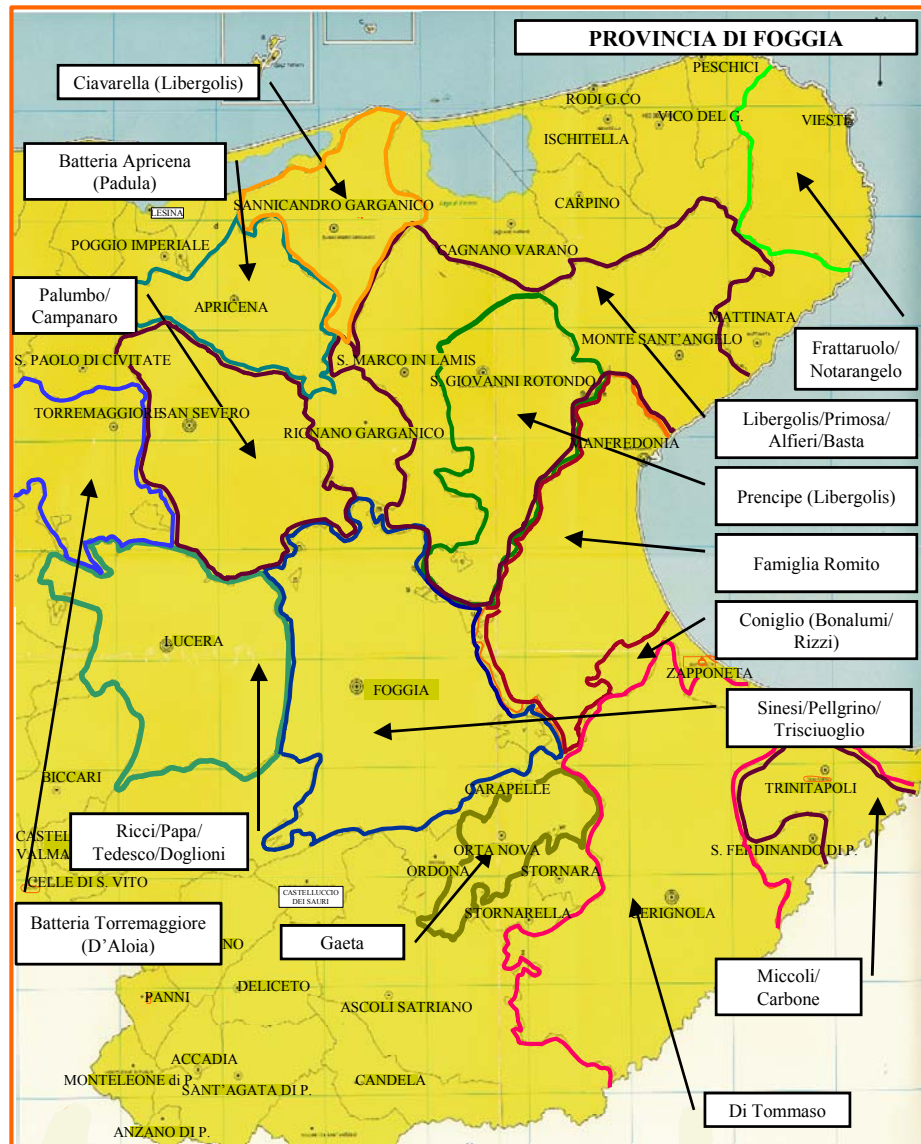 PROVINCIA DI FOGGIA
PESCHICI
Ciavarella (Libergolis)
RODI G.CO
VICO DEL G.
VIESTE
ISCHITELLA
Batteria Apricena
(Padula)
CARPINO
SANNICANDRO GARGANICO
LESINA
POGGIO IMPERIALE
CAGNANO VARANO
Palumbo/
Campanaro
APRICENA
MATTINATA
MONTE SANT'ANGELO
Frattaruolo/
Notarangelo
S. PAOLO DI CIVITATE
S. MARCO IN LAMIS
S. GIOVANNI ROTONDO
TORREMAGGIORE
SAN SEVERO
RIGNANO GARGANICO
MANFREDONIA
Libergolis/Primosa/
Alfieri/Basta
Prencipe (Libergolis)
Famiglia Romito
Coniglio (Bonalumi/
Rizzi)
LUCERA
ZAPPONETA
FOGGIA
Sinesi/Pellgrino/
Trisciuoglio
BICCARI
CARAPELLE
TRINITAPOLI
Ricci/Papa/
Tedesco/Doglioni
CASTEL
VALMA
ORTA NOVA
S. FERDINANDO DI P.
ORDONA
STORNARA
CELLE DI S. VITO
CASTELLUCCIO
DEI SAURI
STORNARELLA
CERIGNOLA
Batteria Torremaggiore
(D'Aloia)
Gaeta
NO
Miccoli/
Carbone
DELICETO
PANNI
ASCOLI SATRIANO
ACCADIA
MONTELEONE di P.
SANT'AGATA DI P.
CANDELA
Di Tommaso
ANZANO DI P.